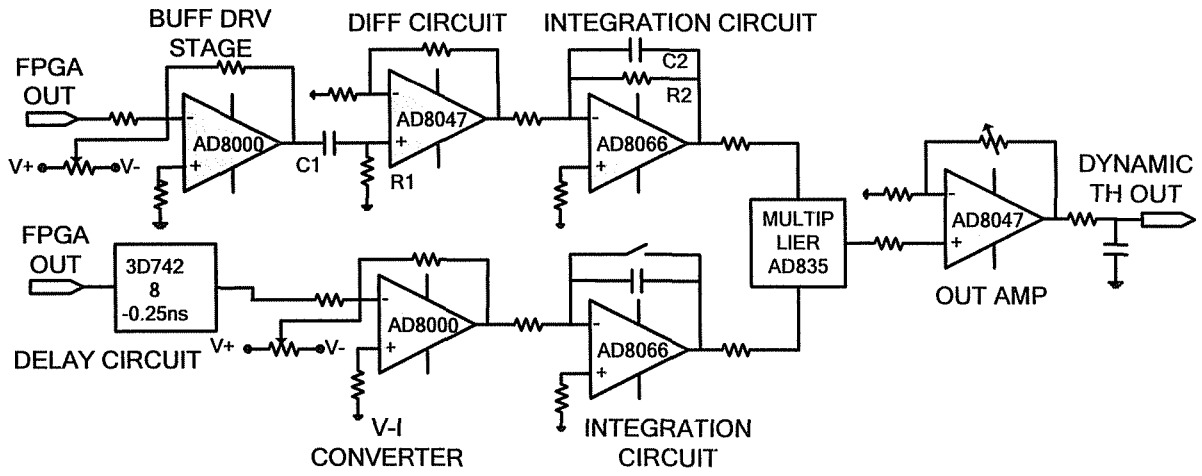 BUFF DRV
STAGE
DIFF CIRCUIT
INTEGRATION CIRCUIT
FPGA
OUT
AD8000
V+
V-
C1
R1
AD8047
C2
R2
AD8066
FPGA
OUT
3D742
8
-0.25ns
DELAY CIRCUIT
V+
V-
AD8000
V-I
CONVERTER
AD8066
INTEGRATION
CIRCUIT
MULTIP
LIER
AD835
AD8047
OUT AMP
DYNAMIC
TH OUT